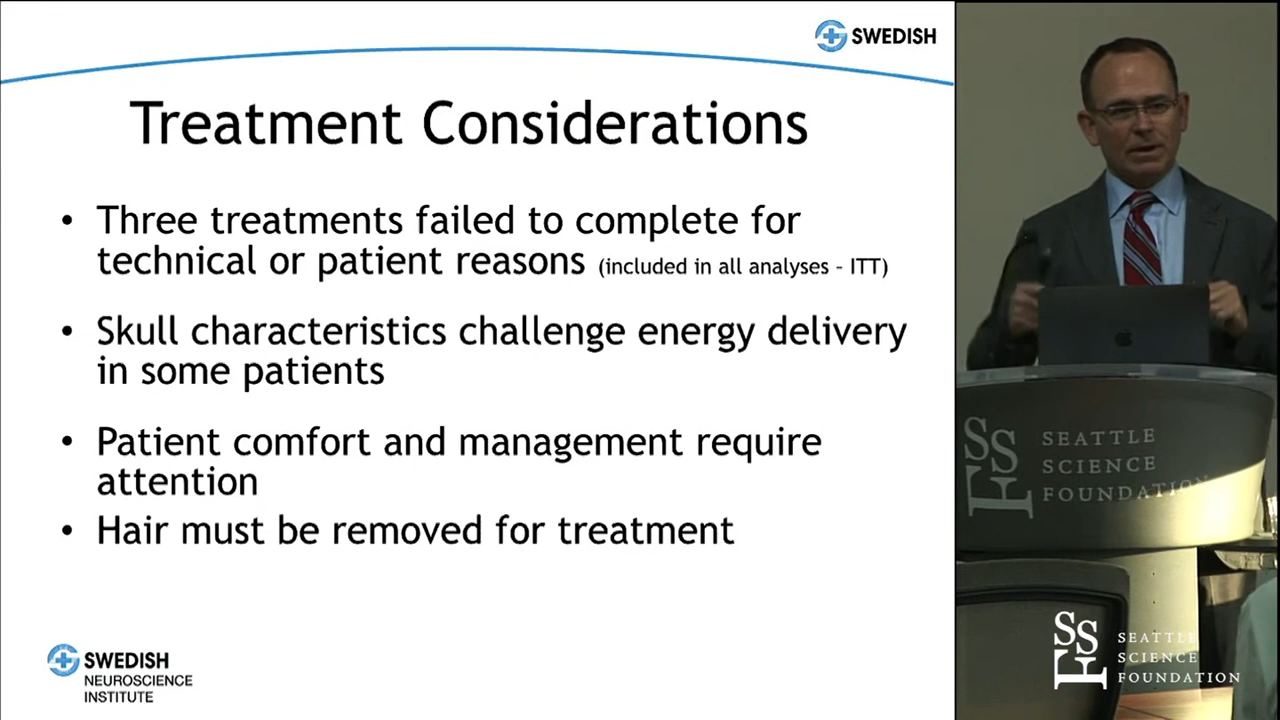 SWEDISH
Treatment Considerations
• Three treatments failed to complete for
technical or patient reasons (included in all analyses - ITT)
• Skull characteristics challenge energy delivery
in some patients
• Patient comfort and management require
attention
• Hair must be removed for treatment
SWEDISH
NEUROSCIENCE
INSTITUTE
SSF
SEATTLE
SCIENCE
FOUNDATION
SSF
SEATTLE
SCIENCE
FOUNDATION